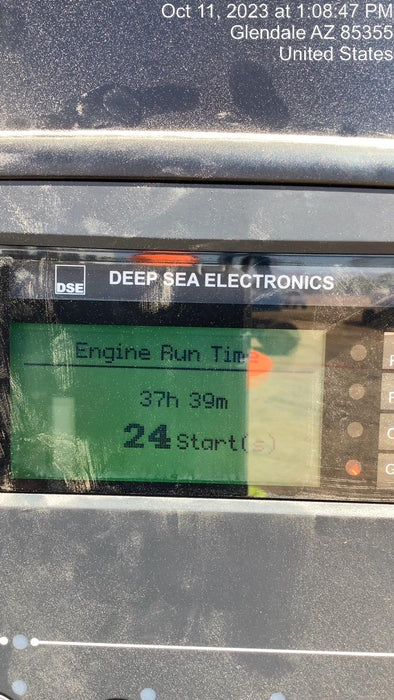 Oct 11, 2023 at 1:08:47 PM
Glendale AZ 85355
United States
DSE
DEEP SEA ELECTRONICS
Engine Run Time
37h 39m
24 Start(s)